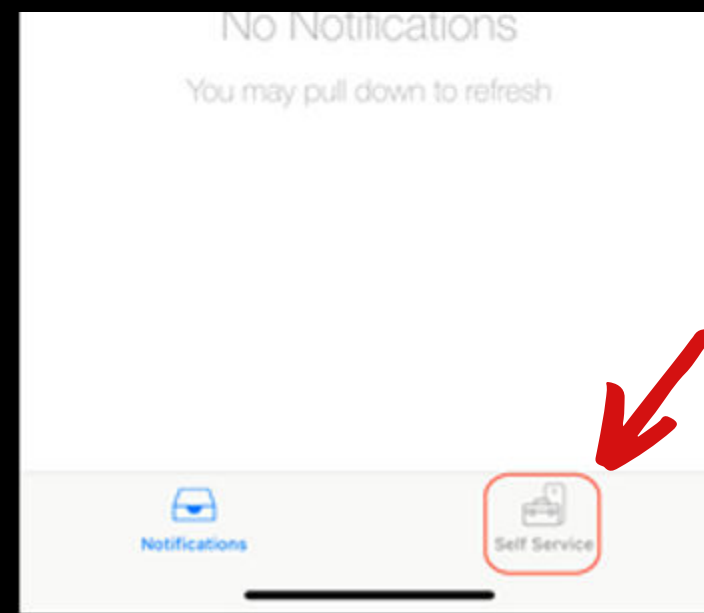 No Notifications
You may pull down to refresh
Notifications
Self Service